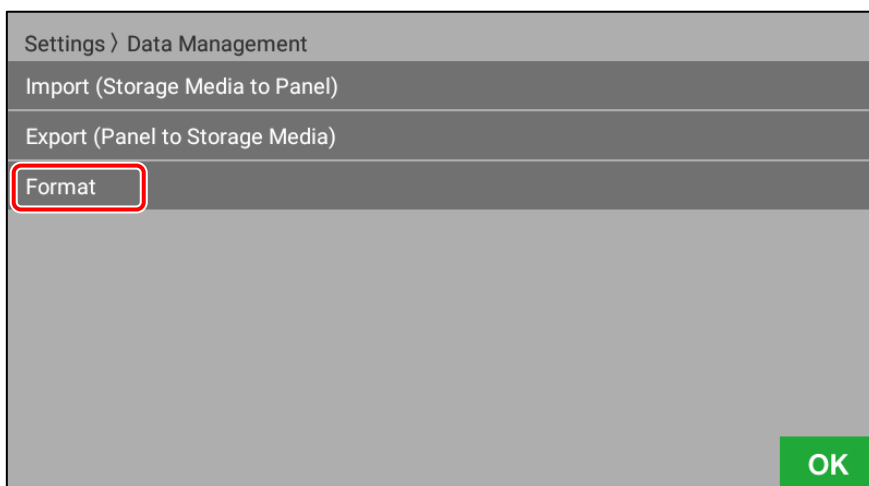 Settings 〉 Data Management
Import (Storage Media to Panel)
Export (Panel to Storage Media)
Format
OK